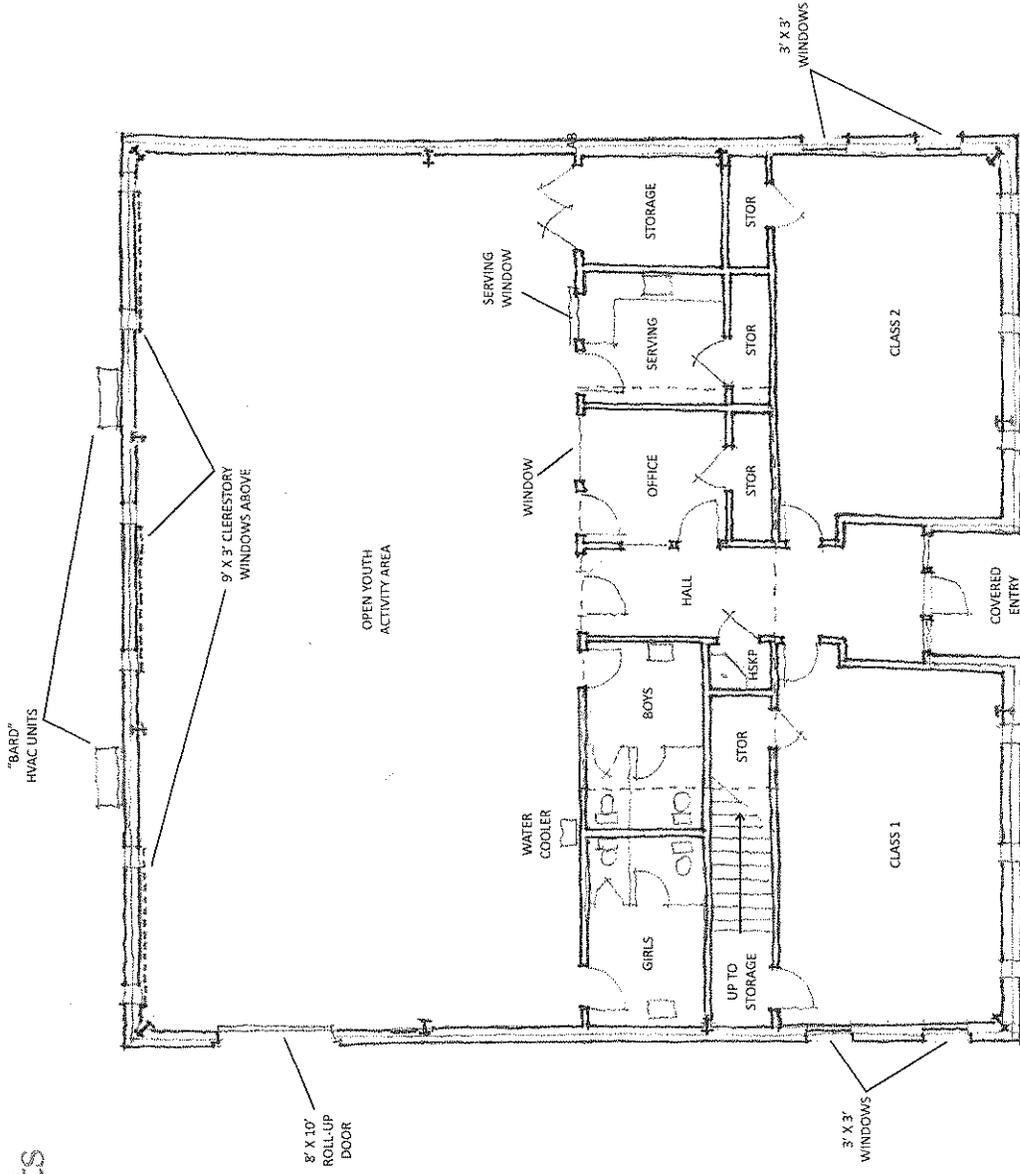 "BARD"
HVAC UNITS
9' X 3' CLERESTORY
WINDOWS ABOVE
8' X 10'
ROLL-UP
DOOR
OPEN YOUTH
ACTIVITY AREA
SERVING
WINDOW
WINDOW
WATER
COOLER
GIRLS
BOYS
HALL
OFFICE
SERVING
STORAGE
UP TO
STORAGE
STOR
HSKP
STOR
STOR
STOR
3' X 3'
WINDOWS
CLASS 1
CLASS 2
3' X 3'
WINDOWS
COVERED
ENTRY